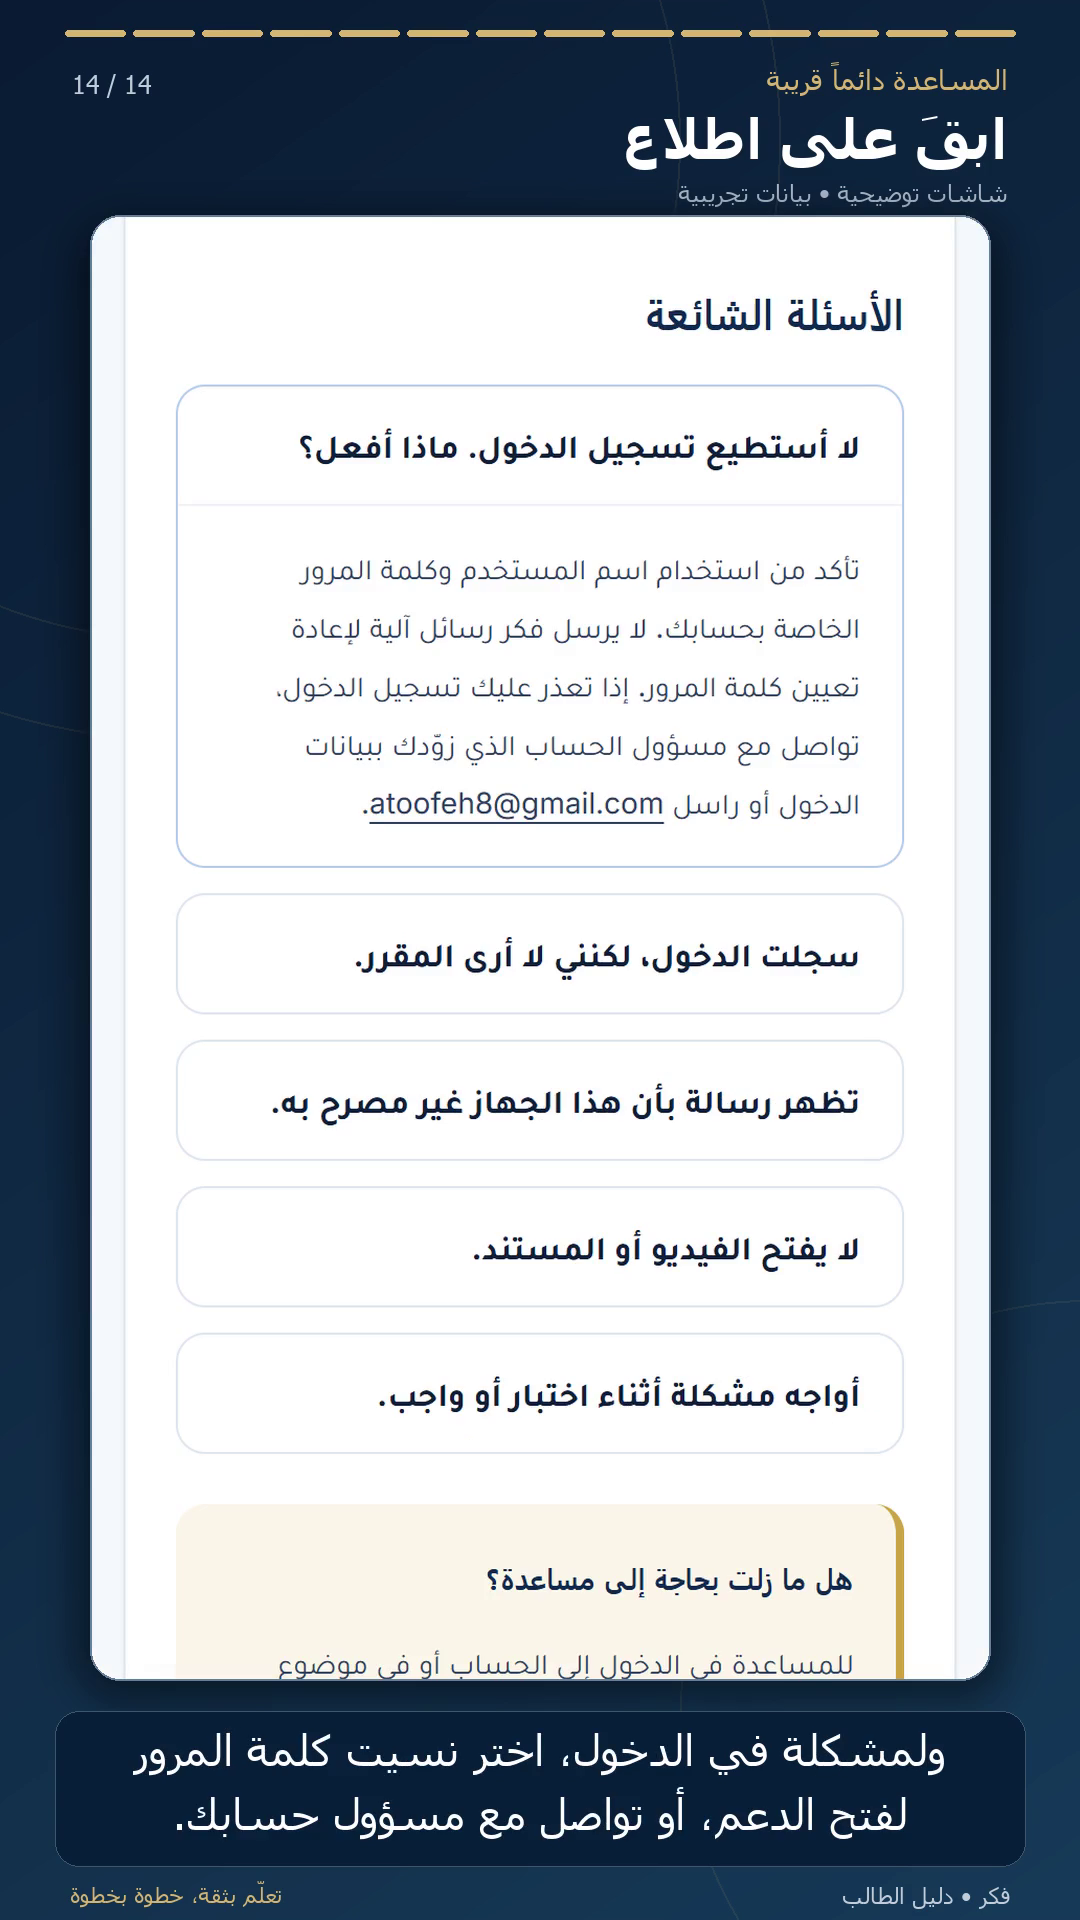 المساعدة دائماً قريبة
14 / 14
ابقَ على اطلاع
شاشات توضيحية • بيانات تجريبية
الأسئلة الشائعة
لا أستطيع تسجيل الدخول. ماذا أفعل؟
تأكد من استخدام اسم المستخدم وكلمة المرور
الخاصة بحسابك. لا يرسل فكر رسائل آلية لإعادة
تعيين كلمة المرور. إذا تعذر عليك تسجيل الدخول،
تواصل مع مسؤول الحساب الذي زوّدك ببيانات
الدخول أو راسل atoofeh8@gmail.com.
سجلت الدخول، لكنني لا أرى المقرر.
تظهر رسالة بأن هذا الجهاز غير مصرح به.
لا يفتح الفيديو أو المستند.
أواجه مشكلة أثناء اختبار أو واجب.
هل ما زلت بحاجة إلى مساعدة؟
للمساعدة في الدخول إلى الحساب أو في موضوع
ولمشكلة في الدخول، اختر نسيت كلمة المرور
لفتح الدعم، أو تواصل مع مسؤول حسابك.
فكر • دليل الطالب
تعلّم بثقة، خطوة بخطوة